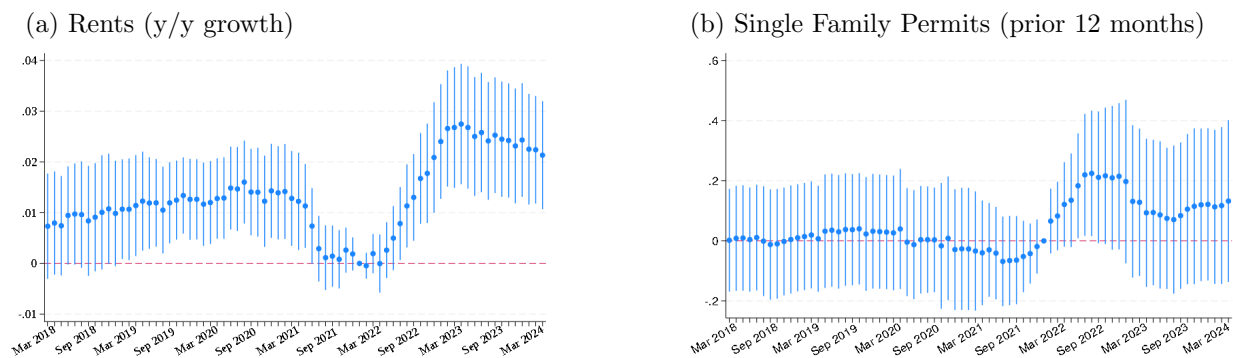 (a) Rents (y/y growth)
.04
.03
.02
.01
0
-.01
Mar 2018
Sep 2018
Mar 2019
Sep 2019
Mar 2020
Sep 2020
Mar 2021
Sep 2021
Mar 2022
Sep 2022
Mar 2023
Sep 2023
Mar 2024
(b) Single Family Permits (prior 12 months)
.6
.4
.2
0
-.2
Mar 2018
Sep 2018
Mar 2019
Sep 2019
Mar 2020
Sep 2020
Mar 2021
Sep 2021
Mar 2022
Sep 2022
Mar 2023
Sep 2023
Mar 2024